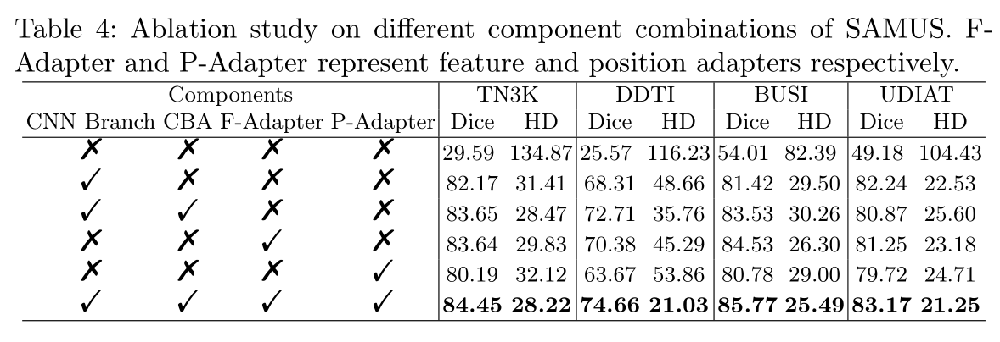 Table 4: Ablation study on different component combinations of SAMUS. F-
Adapter and P-Adapter represent feature and position adapters respectively.
Components TN3K DDTI BUSI UDIAT
CNN Branch CBA F-Adapter P-Adapter Dice HD Dice HD Dice HD Dice HD
✗ ✗ ✗ ✗ 29.59 134.87 25.57 116.23 54.01 82.39 49.18 104.43
✓ ✗ ✗ ✗ 82.17 31.41 68.31 48.66 81.42 29.50 82.24 22.53
✓ ✓ ✗ ✗ 83.65 28.47 72.71 35.76 83.53 30.26 80.87 25.60
✗ ✗ ✓ ✗ 83.64 29.83 70.38 45.29 84.53 26.30 81.25 23.18
✗ ✗ ✗ ✓ 80.19 32.12 63.67 53.86 80.78 29.00 79.72 24.71
✓ ✓ ✓ ✓ 84.45 28.22 74.66 21.03 85.77 25.49 83.17 21.25